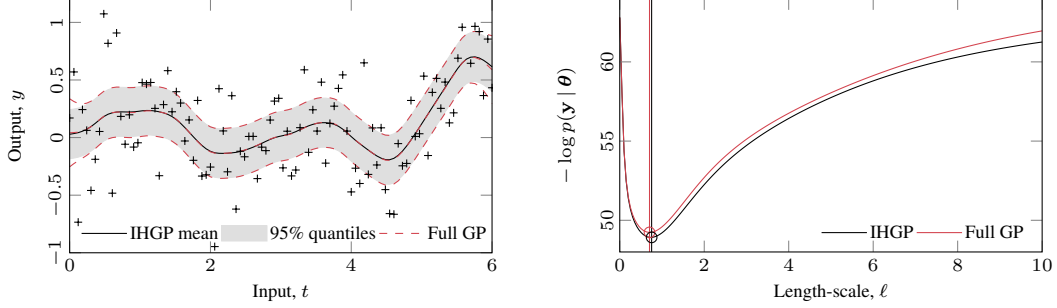 1
0.5
0
−0.5
−1
Output, y
IHGP mean 95% quantiles Full GP
0 2 4 6
Input, t
60
55
50
− log p(y | θ)
IHGP Full GP
0 2 4 6 8 10
Length-scale, ℓ